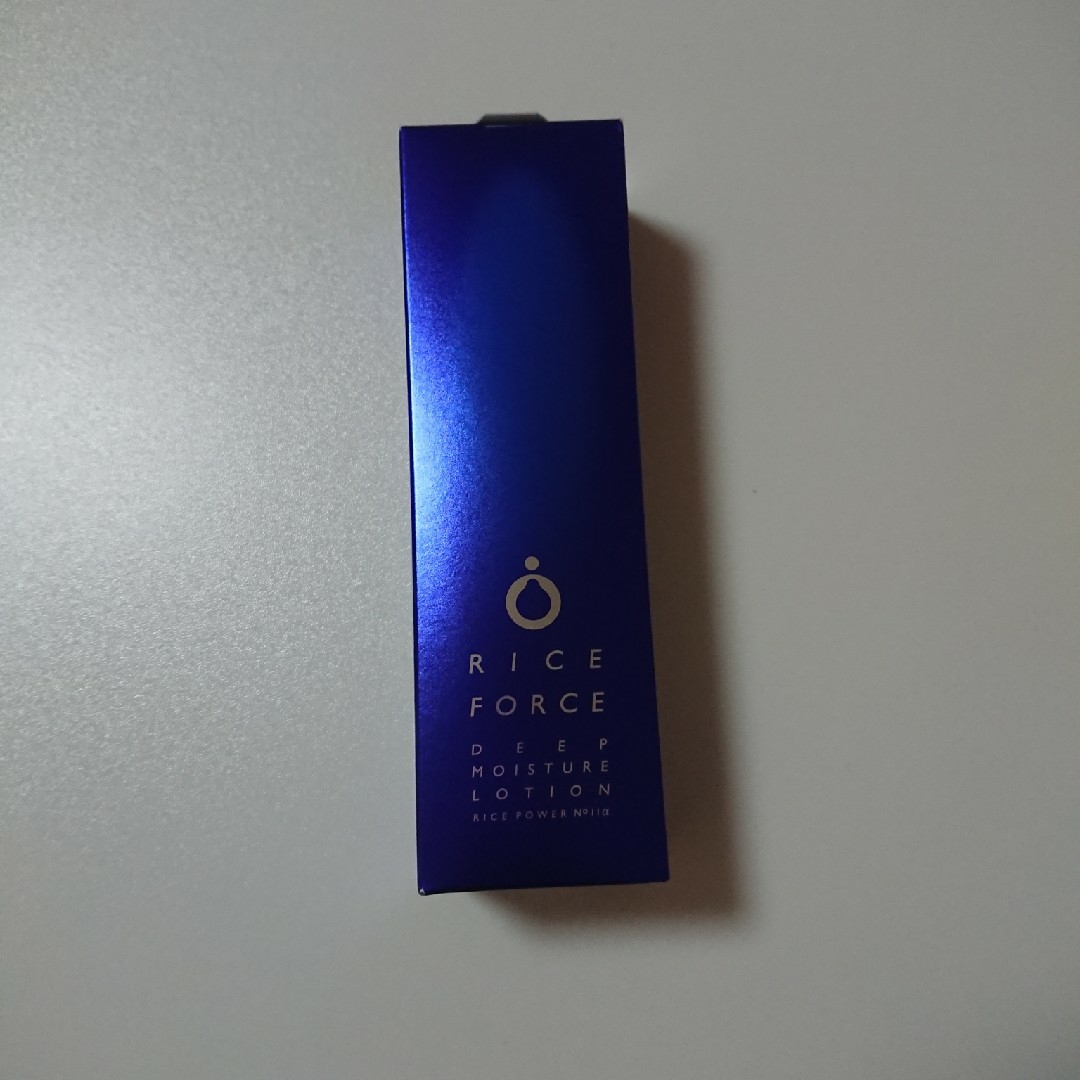 RICE
FORCE
DEEP
MOISTURE
LOTION
RICE POWER Nº11α